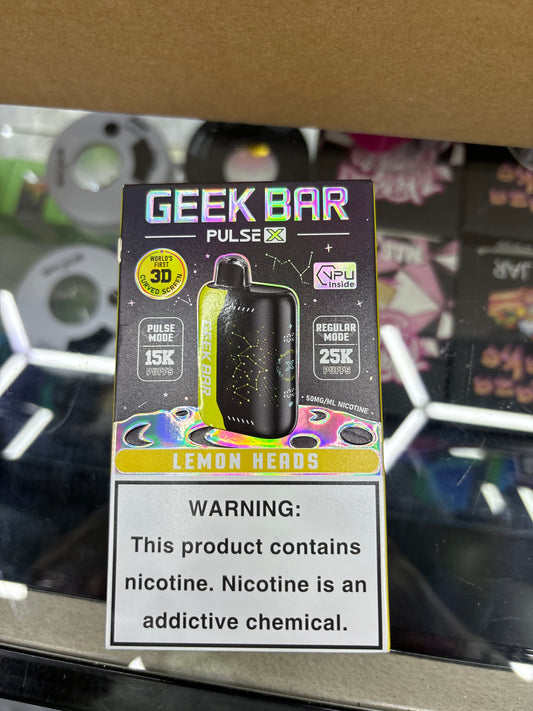 GEEK BAR
PULSE X
WORLD'S
FIRST
3D
CURVED SCREEN
VPU
Inside
PULSE
MODE
15K
PUFFS
REGULAR
MODE
25K
PUFFS
GEEK BAR
- 50MG/ML NICOTINE -
LEMON HEADS
WARNING:
This product contains
nicotine. Nicotine is an
addictive chemical.
JAR